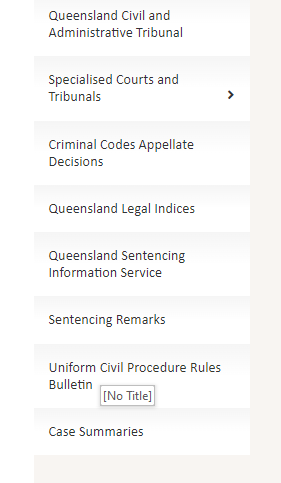 Queensland Civil and
Administrative Tribunal
Specialised Courts and
Tribunals
Criminal Codes Appellate
Decisions
Queensland Legal Indices
Queensland Sentencing
Information Service
Sentencing Remarks
Uniform Civil Procedure Rules
Bulletin
[No Title]
Case Summaries